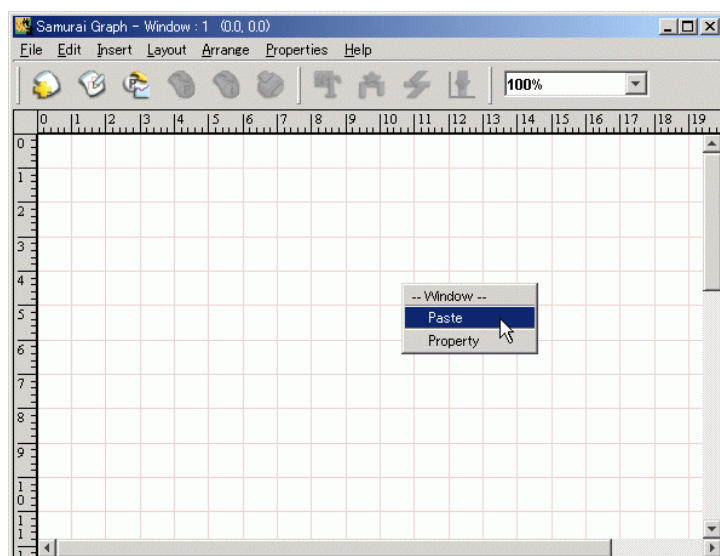 Samurai Graph - Window : 1 (0.0, 0.0)
File Edit Insert Layout Arrange Properties Help
100%
0 1 2 3 4 5 6 7 8 9 10 11 12 13 14 15 16 17 18 19
0
1
2
3
4
-- Window --
5
Paste
6
Property
7
8
9
10
11